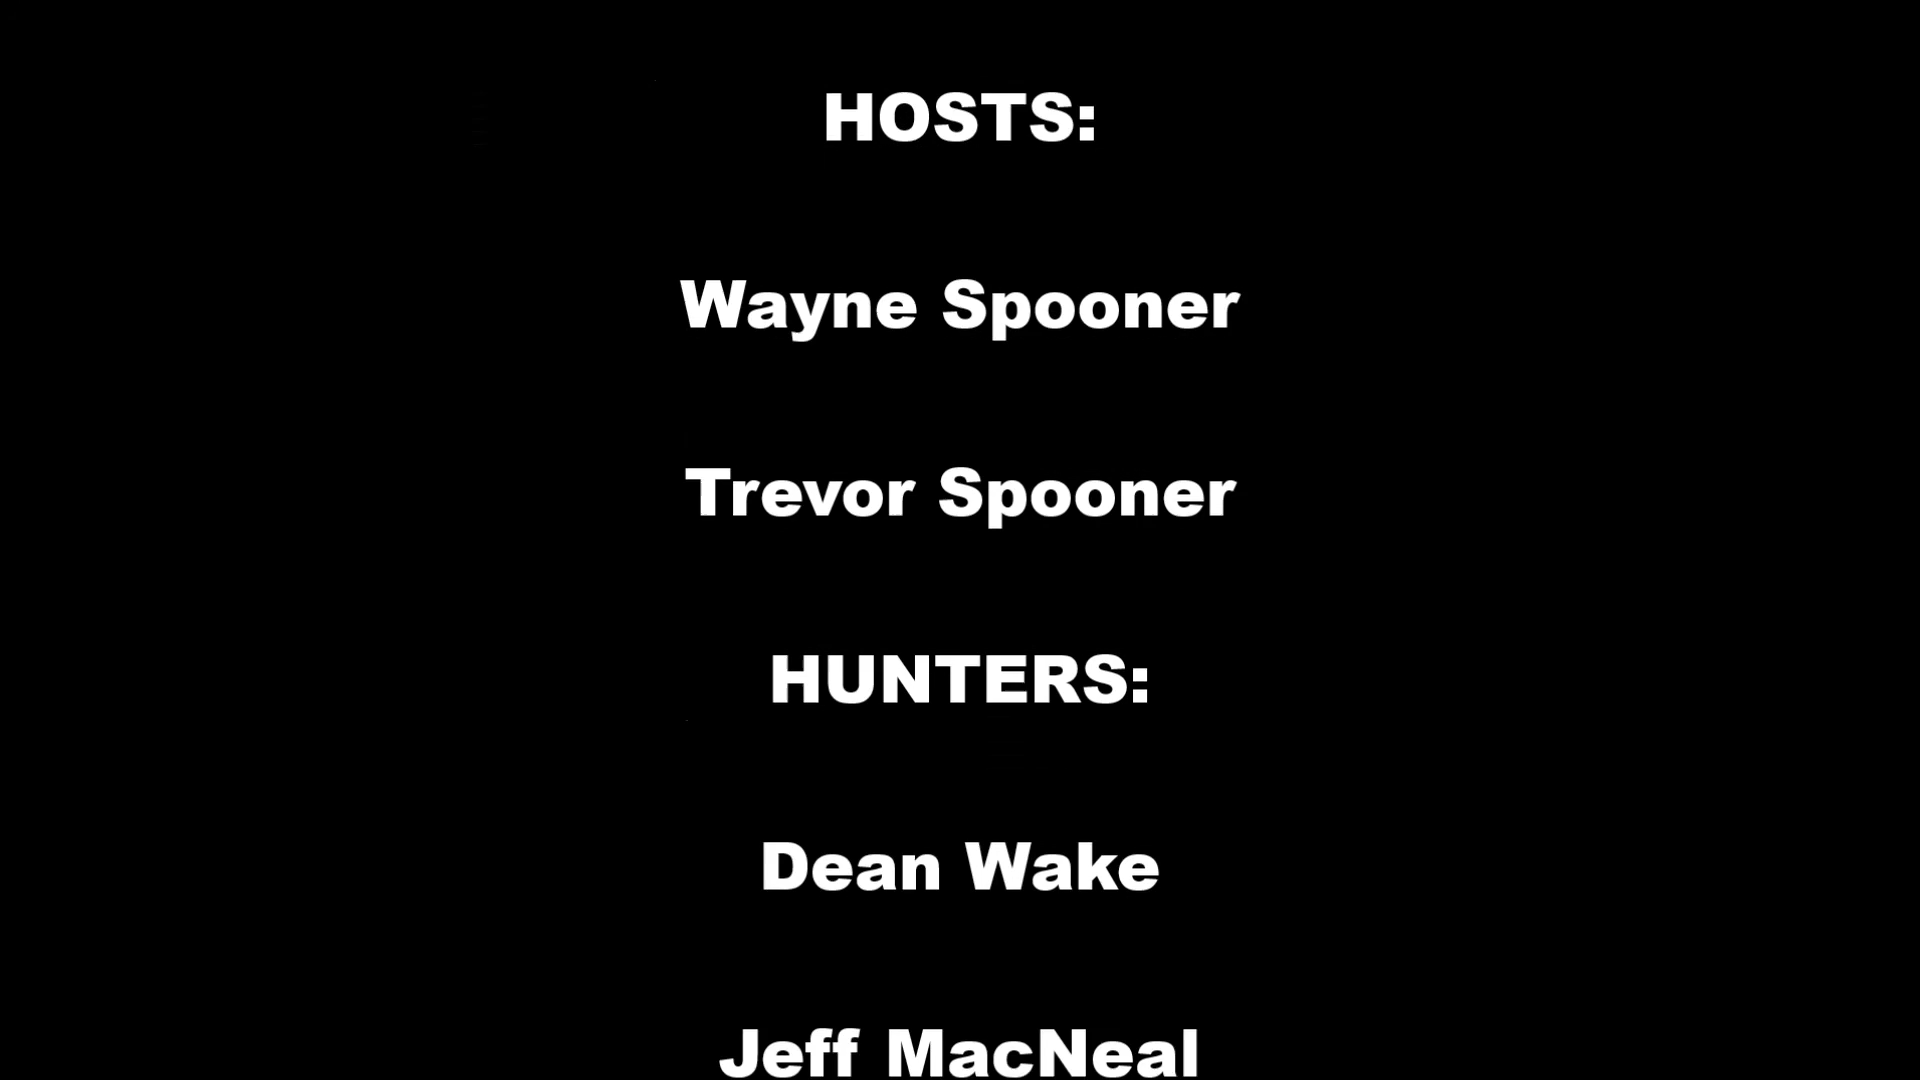 HOSTS:
Wayne Spooner
Trevor Spooner
HUNTERS:
Dean Wake
Jeff MacNeal